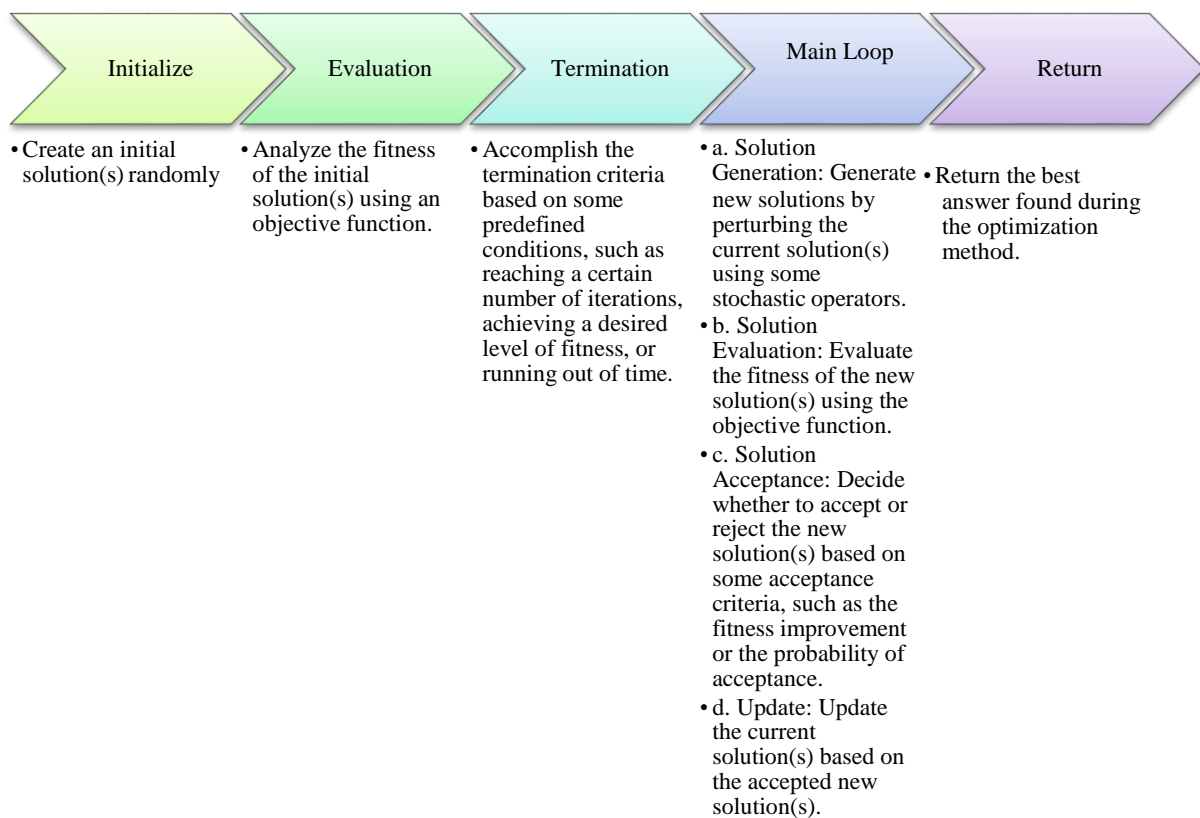 Initialize
Evaluation
Termination
Main Loop
Return
• Create an initial
solution(s) randomly
• Analyze the fitness
of the initial
solution(s) using an
objective function.
• Accomplish the
termination criteria
based on some
predefined
conditions, such as
reaching a certain
number of iterations,
achieving a desired
level of fitness, or
running out of time.
• a. Solution
Generation: Generate
new solutions by
perturbing the
current solution(s)
using some
stochastic operators.
• b. Solution
Evaluation: Evaluate
the fitness of the new
solution(s) using the
objective function.
• c. Solution
Acceptance: Decide
whether to accept or
reject the new
solution(s) based on
some acceptance
criteria, such as the
fitness improvement
or the probability of
acceptance.
• d. Update: Update
the current
solution(s) based on
the accepted new
solution(s).
• Return the best
answer found during
the optimization
method.